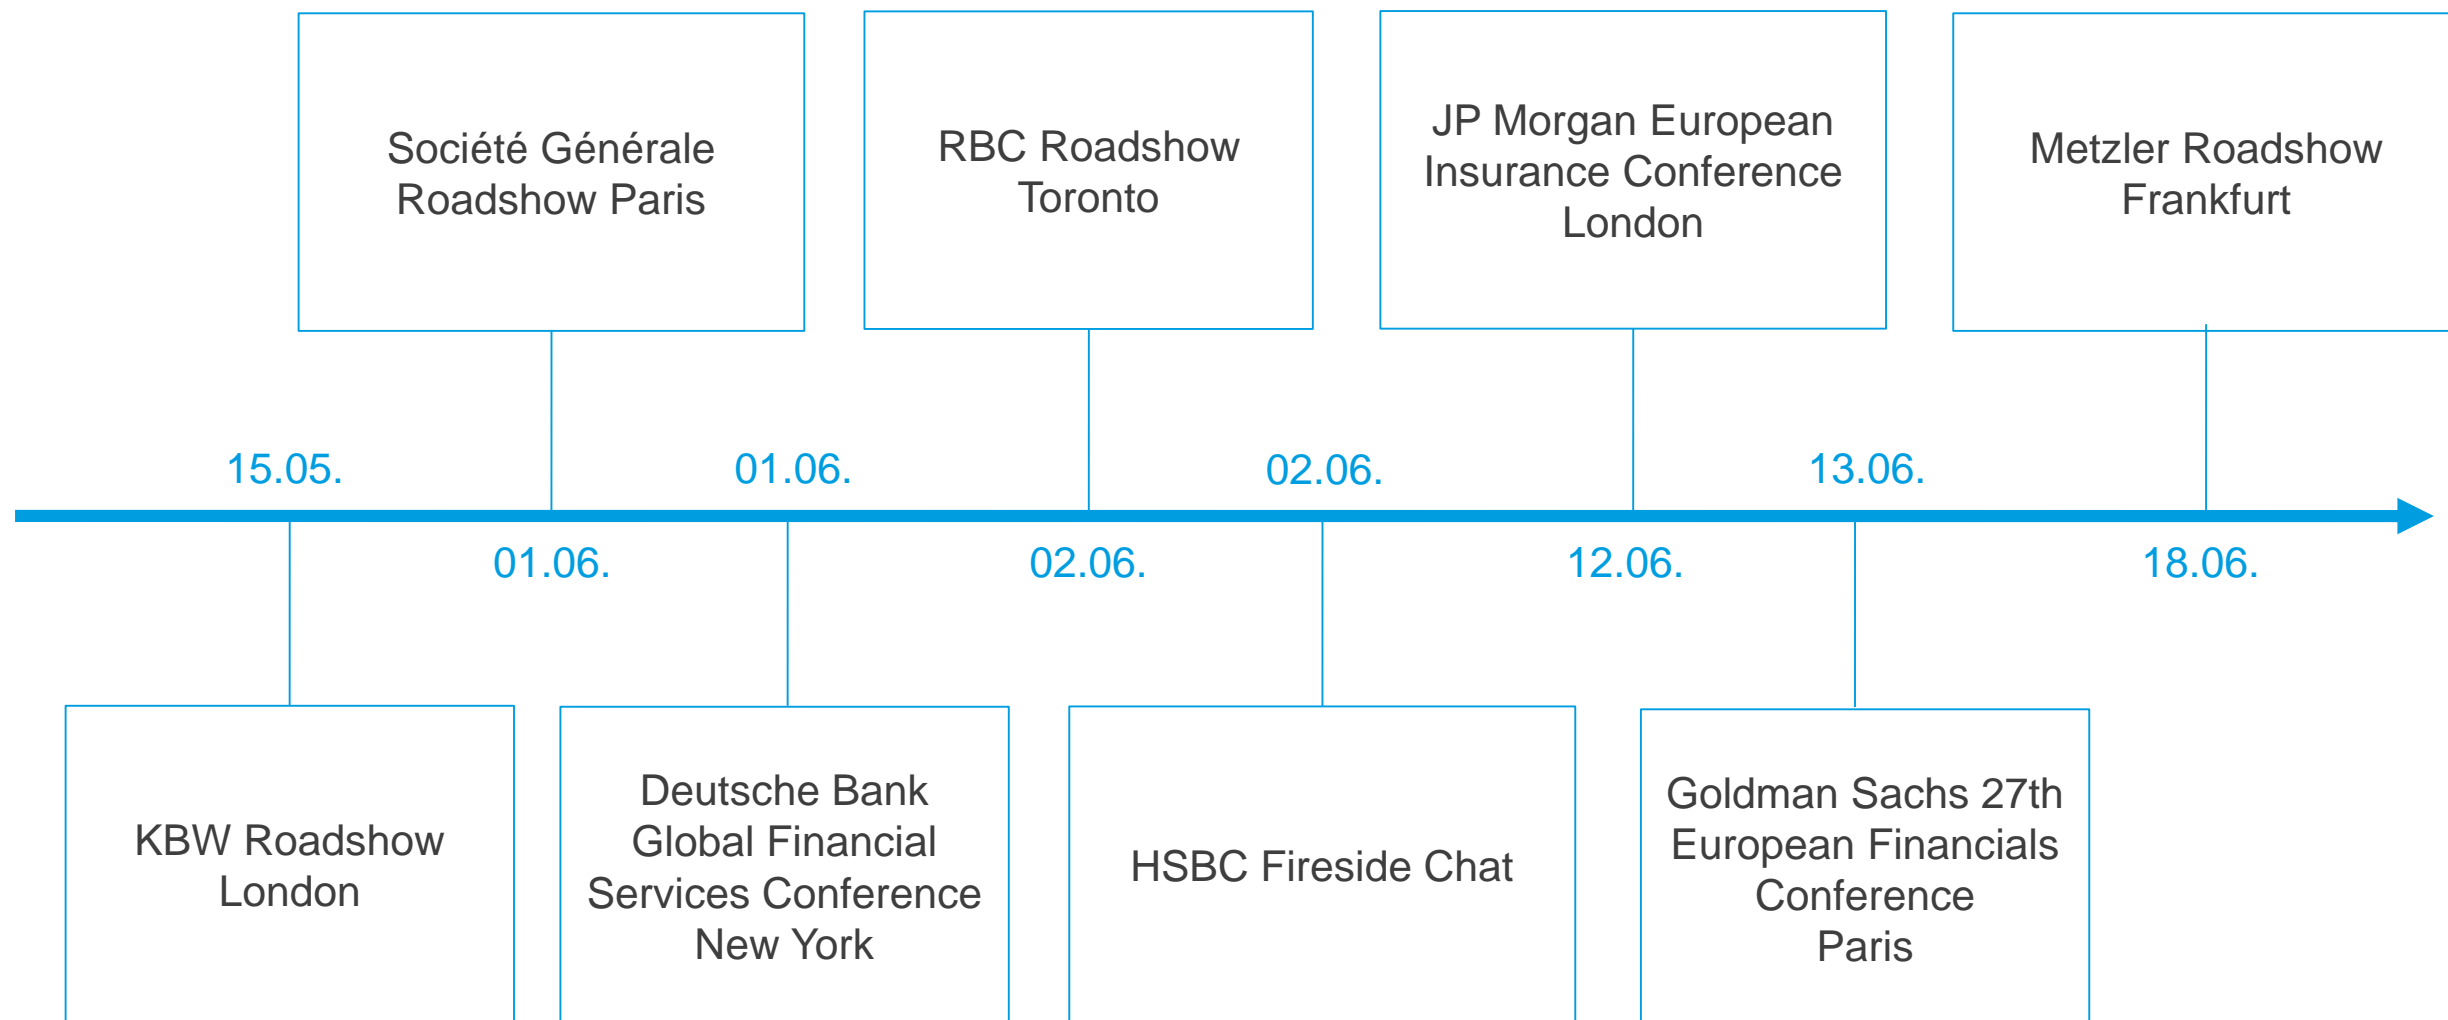 Société Générale
Roadshow Paris
RBC Roadshow
Toronto
JP Morgan European
Insurance Conference
London
Metzler Roadshow
Frankfurt
15.05.
01.06.
02.06.
13.06.
01.06.
02.06.
12.06.
18.06.
KBW Roadshow
London
Deutsche Bank
Global Financial
Services Conference
New York
HSBC Fireside Chat
Goldman Sachs 27th
European Financials
Conference
Paris